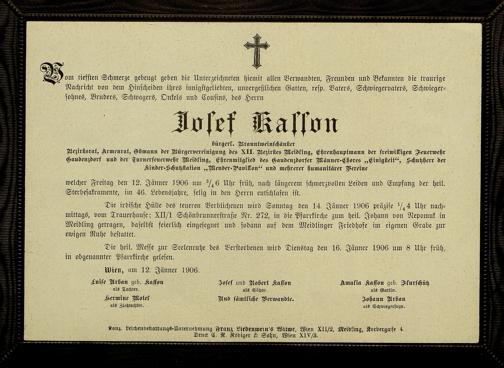 Vom tiefsten Schmerze gebeugt geben die Unterzeichneten hiemit allen Verwandten, Freunden und Bekannten die traurige
Nachricht von dem Hinscheiden ihres innigstgeliebten, unvergeßlichen Gatten, resp. Vaters, Schwiegervaters, Schwieger-
sohnes, Bruders, Schwagers, Onkels und Cousins, des Herrn
Josef Kasson
bürgerl. Branntweinschänker
Bezirksrat, Armenrat, Obmann der Bürgervereinigung des XII. Bezirkes Meidling, Ehrenhauptmann der freiwilligen Feuerwehr
Gaudenzdorf und der Turnerfeuerwehr Meidling, Ehrenmitglied des Gaudenzdorfer Männer-Chores „Einigkeit", Schutzherr der
Kinder-Schutzstation „Mender-Pavillon" und mehrerer humanitärer Vereine
welcher Freitag den 12. Jänner 1906 um 3/4 6 Uhr früh, nach längerem schmerzvollen Leiden und Empfang der heil.
Sterbesakramente, im 46. Lebensjahre, selig in den Herrn entschlafen ist.
Die irdische Hülle des teueren Verblichenen wird Sonntag den 14. Jänner 1906 präzise 1/4 4 Uhr nach-
mittags, vom Trauerhause: XII/1 Schönbrunnerstraße Nr. 272, in die Pfarrkirche zum heil. Johann von Nepomuk in
Meidling getragen, daselbst feierlich eingesegnet und sodann auf dem Meidlinger Friedhofe im eigenen Grabe zur
ewigen Ruhe bestattet.
Die heil. Messe zur Seelenruhe des Verstorbenen wird Dienstag den 16. Jänner 1906 um 8 Uhr früh,
in obgenannter Pfarrkirche gelesen.
Wien, am 12. Jänner 1906.
Luise Urban geb. Kasson Josef und Robert Kasson Amalia Kasson geb.
als Tochter. als Söhne. als Gattin.
Hermine Und sämtliche Verwandte. Johann Urban
als als Schwiegersohn.
Konz. Leichenbestattungs-Unternehmung Franz Witwe, Wien XII/2, Meidling, 4.
Druck & Sohn, Wien XIV/3.